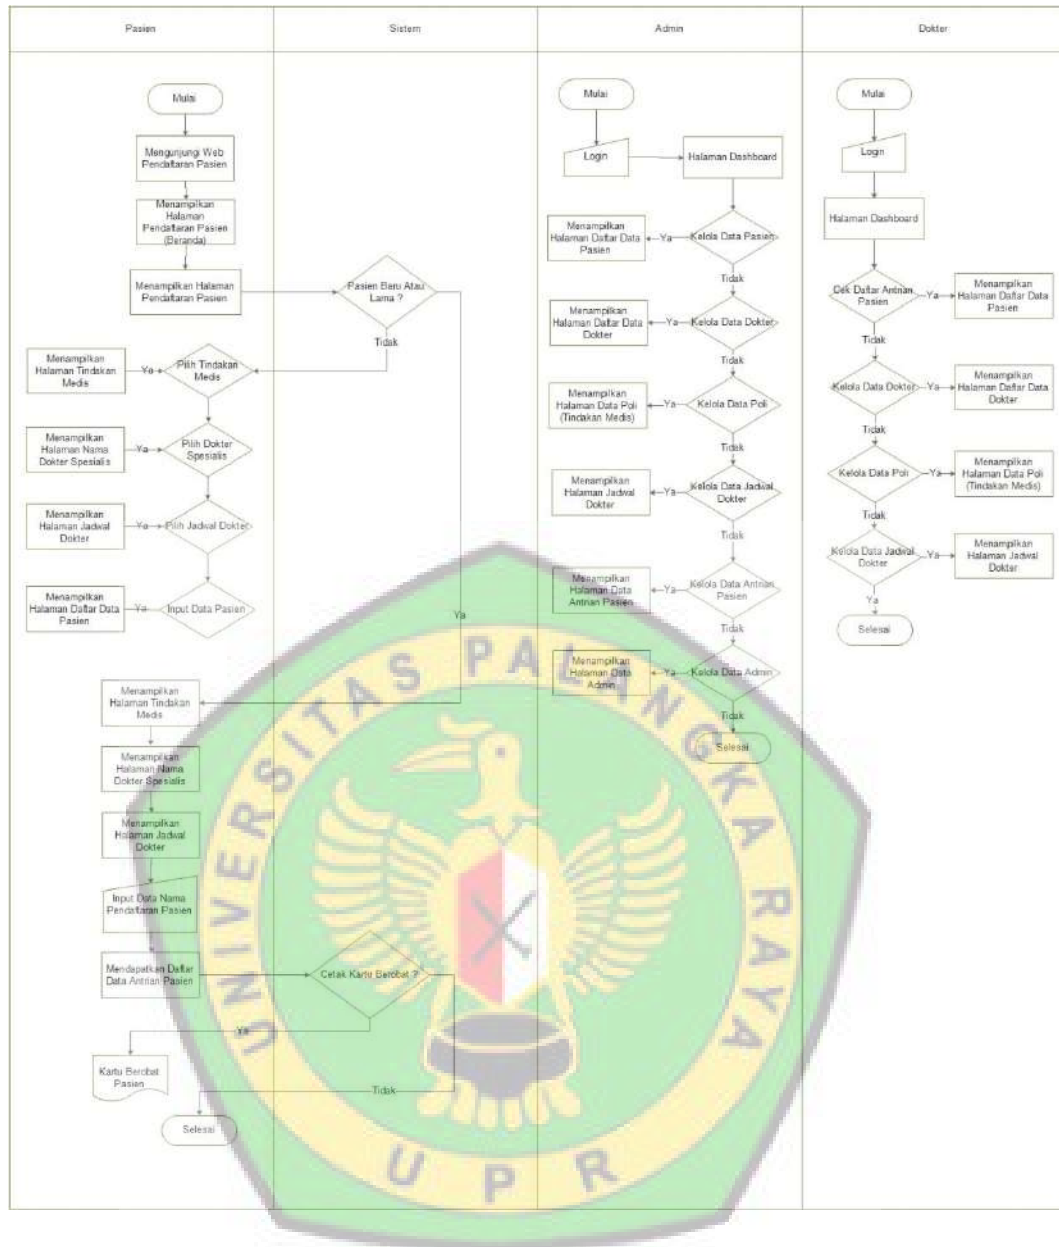 Pasien
Sistem
Admin
Dokter
Mulai
Mengunjungi Web
Pendaftaran Pasien
Menampilkan
Halaman
Pendaftaran Pasien
(Beranda)
Menampilkan Halaman
Pendaftaran Pasien
Pasien Baru Atau
Lama ?
Tidak
Pilih Tindakan
Medis
Ya
Menampilkan
Halaman Tindakan
Medis
Pilih Dokter
Spesialis
Ya
Menampilkan
Halaman Nama
Dokter Spesialis
Pilih Jadwal Dokter
Ya
Menampilkan
Halaman Jadwal
Dokter
Input Data Pasien
Ya
Menampilkan
Halaman Daftar Data
Pasien
Ya
Menampilkan
Halaman Tindakan
Medis
Menampilkan
Halaman Nama
Dokter Spesialis
Menampilkan
Halaman Jadwal
Dokter
Input Data Nama
Pendaftaran Pasien
Mendapatkan Daftar
Data Antrian Pasien
Cetak Kartu Berobat ?
Ya
Kartu Berobat
Pasien
Tidak
Selesai
Mulai
Login
Halaman Dashboard
Kelola Data Pasien
Ya
Menampilkan
Halaman Daftar Data
Pasien
Tidak
Kelola Data Dokter
Ya
Menampilkan
Halaman Daftar Data
Dokter
Tidak
Kelola Data Poli
Ya
Menampilkan
Halaman Data Poli
(Tindakan Medis)
Tidak
Kelola Data Jadwal
Dokter
Ya
Menampilkan
Halaman Jadwal
Dokter
Tidak
Kelola Data Antrian
Pasien
Ya
Menampilkan
Halaman Data
Antrian Pasien
Tidak
Kelola Data Admin
Ya
Menampilkan
Halaman Data
Admin
Tidak
Selesai
Mulai
Login
Halaman Dashboard
Cek Daftar Antrian
Pasien
Ya
Menampilkan
Halaman Daftar Data
Pasien
Tidak
Kelola Data Dokter
Ya
Menampilkan
Halaman Daftar Data
Dokter
Tidak
Kelola Data Poli
Ya
Menampilkan
Halaman Data Poli
(Tindakan Medis)
Tidak
Kelola Data Jadwal
Dokter
Ya
Menampilkan
Halaman Jadwal
Dokter
Ya
Selesai
UNIVERSITAS PALANGKA RAYA
UPR